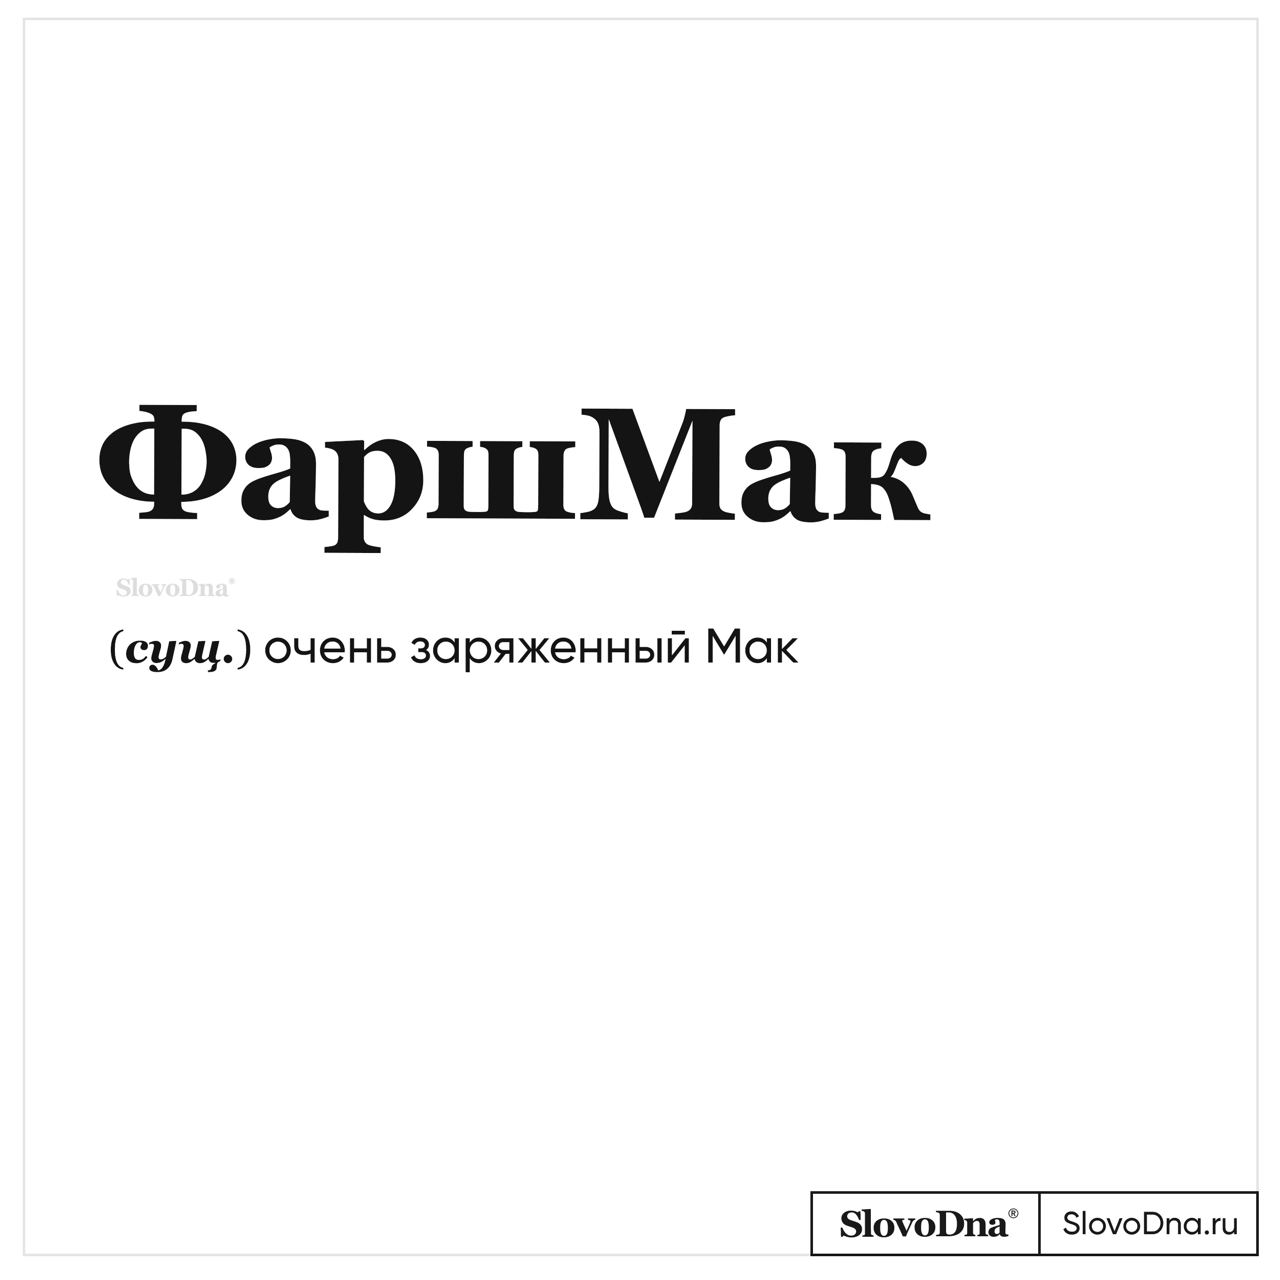 ФаршМак
SlovoDna®
(сущ.) очень заряженный Мак
SlovoDna® SlovoDna.ru